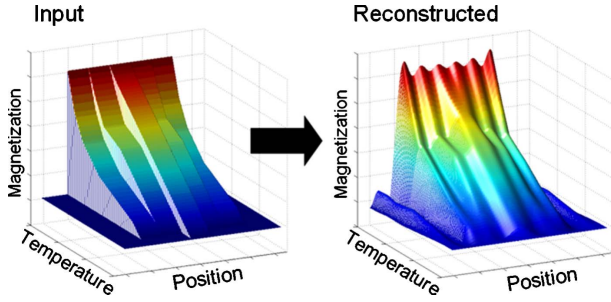 Input
Reconstructed
Magnetization
Temperature
Position
Magnetization
Temperature
Position